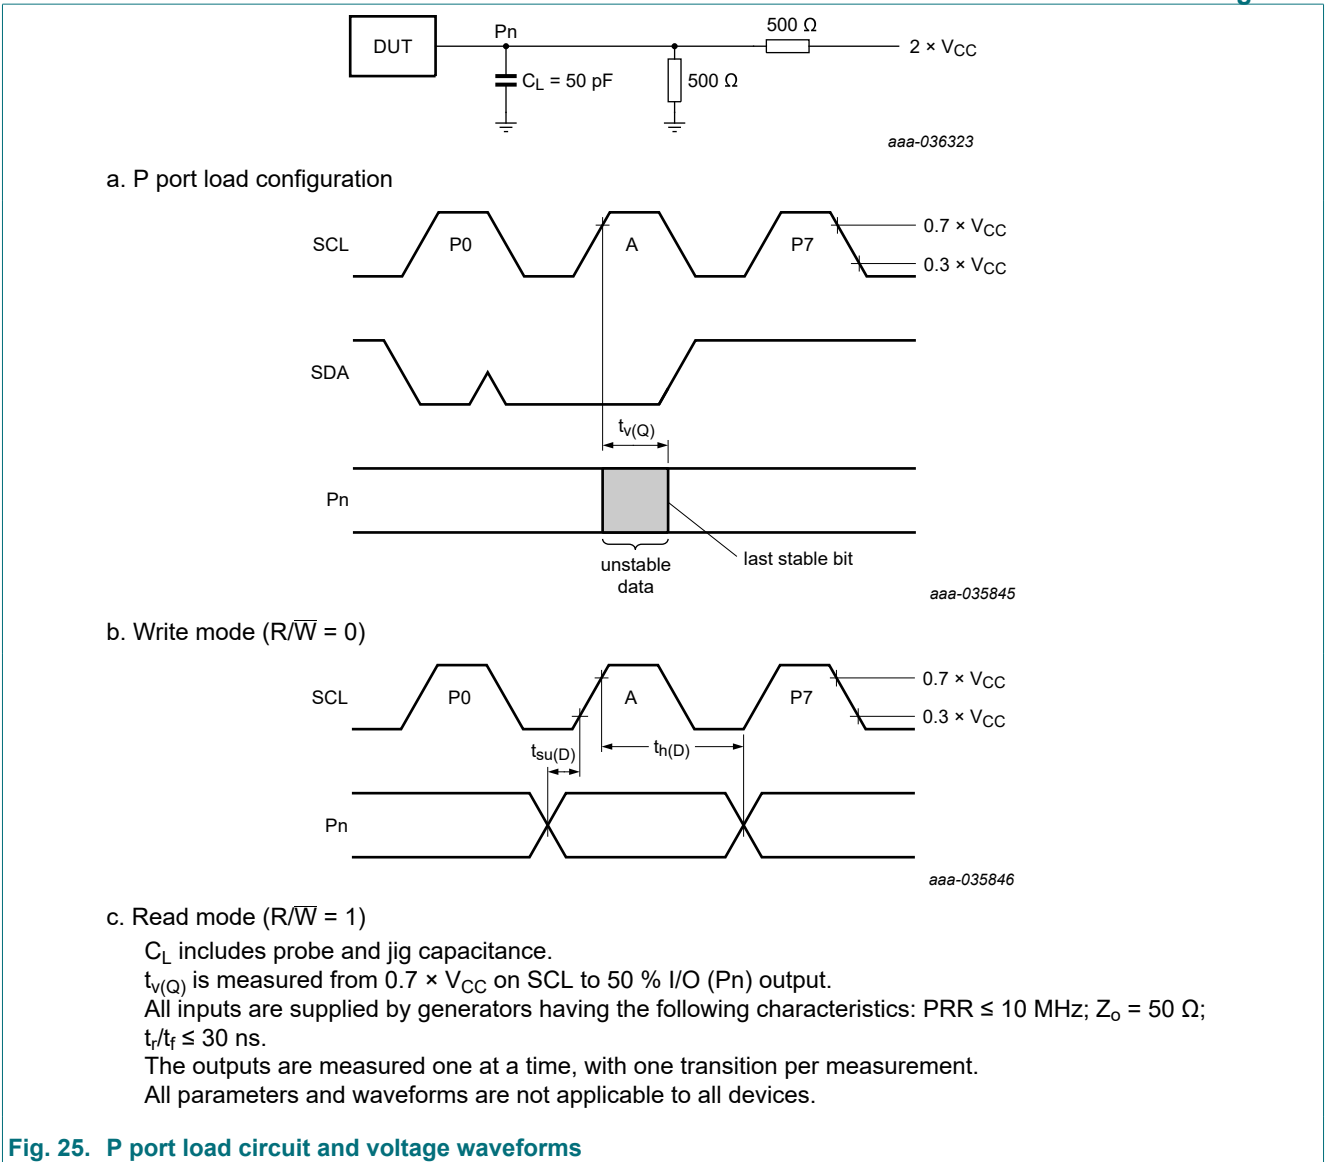 DUT
Pn
CL = 50 pF
500 Ω
500 Ω
2 × VCC
aaa-036323
a. P port load configuration
SCL
P0
A
P7
0.7 × VCC
0.3 × VCC
SDA
tv(Q)
Pn
unstable
data
last stable bit
aaa-035845
b. Write mode (R/W̅ = 0)
SCL
P0
A
P7
0.7 × VCC
0.3 × VCC
tsu(D)
th(D)
Pn
aaa-035846
c. Read mode (R/W̅ = 1)
CL includes probe and jig capacitance.
tv(Q) is measured from 0.7 × VCC on SCL to 50 % I/O (Pn) output.
All inputs are supplied by generators having the following characteristics: PRR ≤ 10 MHz; Zo = 50 Ω;
tr/tf ≤ 30 ns.
The outputs are measured one at a time, with one transition per measurement.
All parameters and waveforms are not applicable to all devices.
Fig. 25. P port load circuit and voltage waveforms